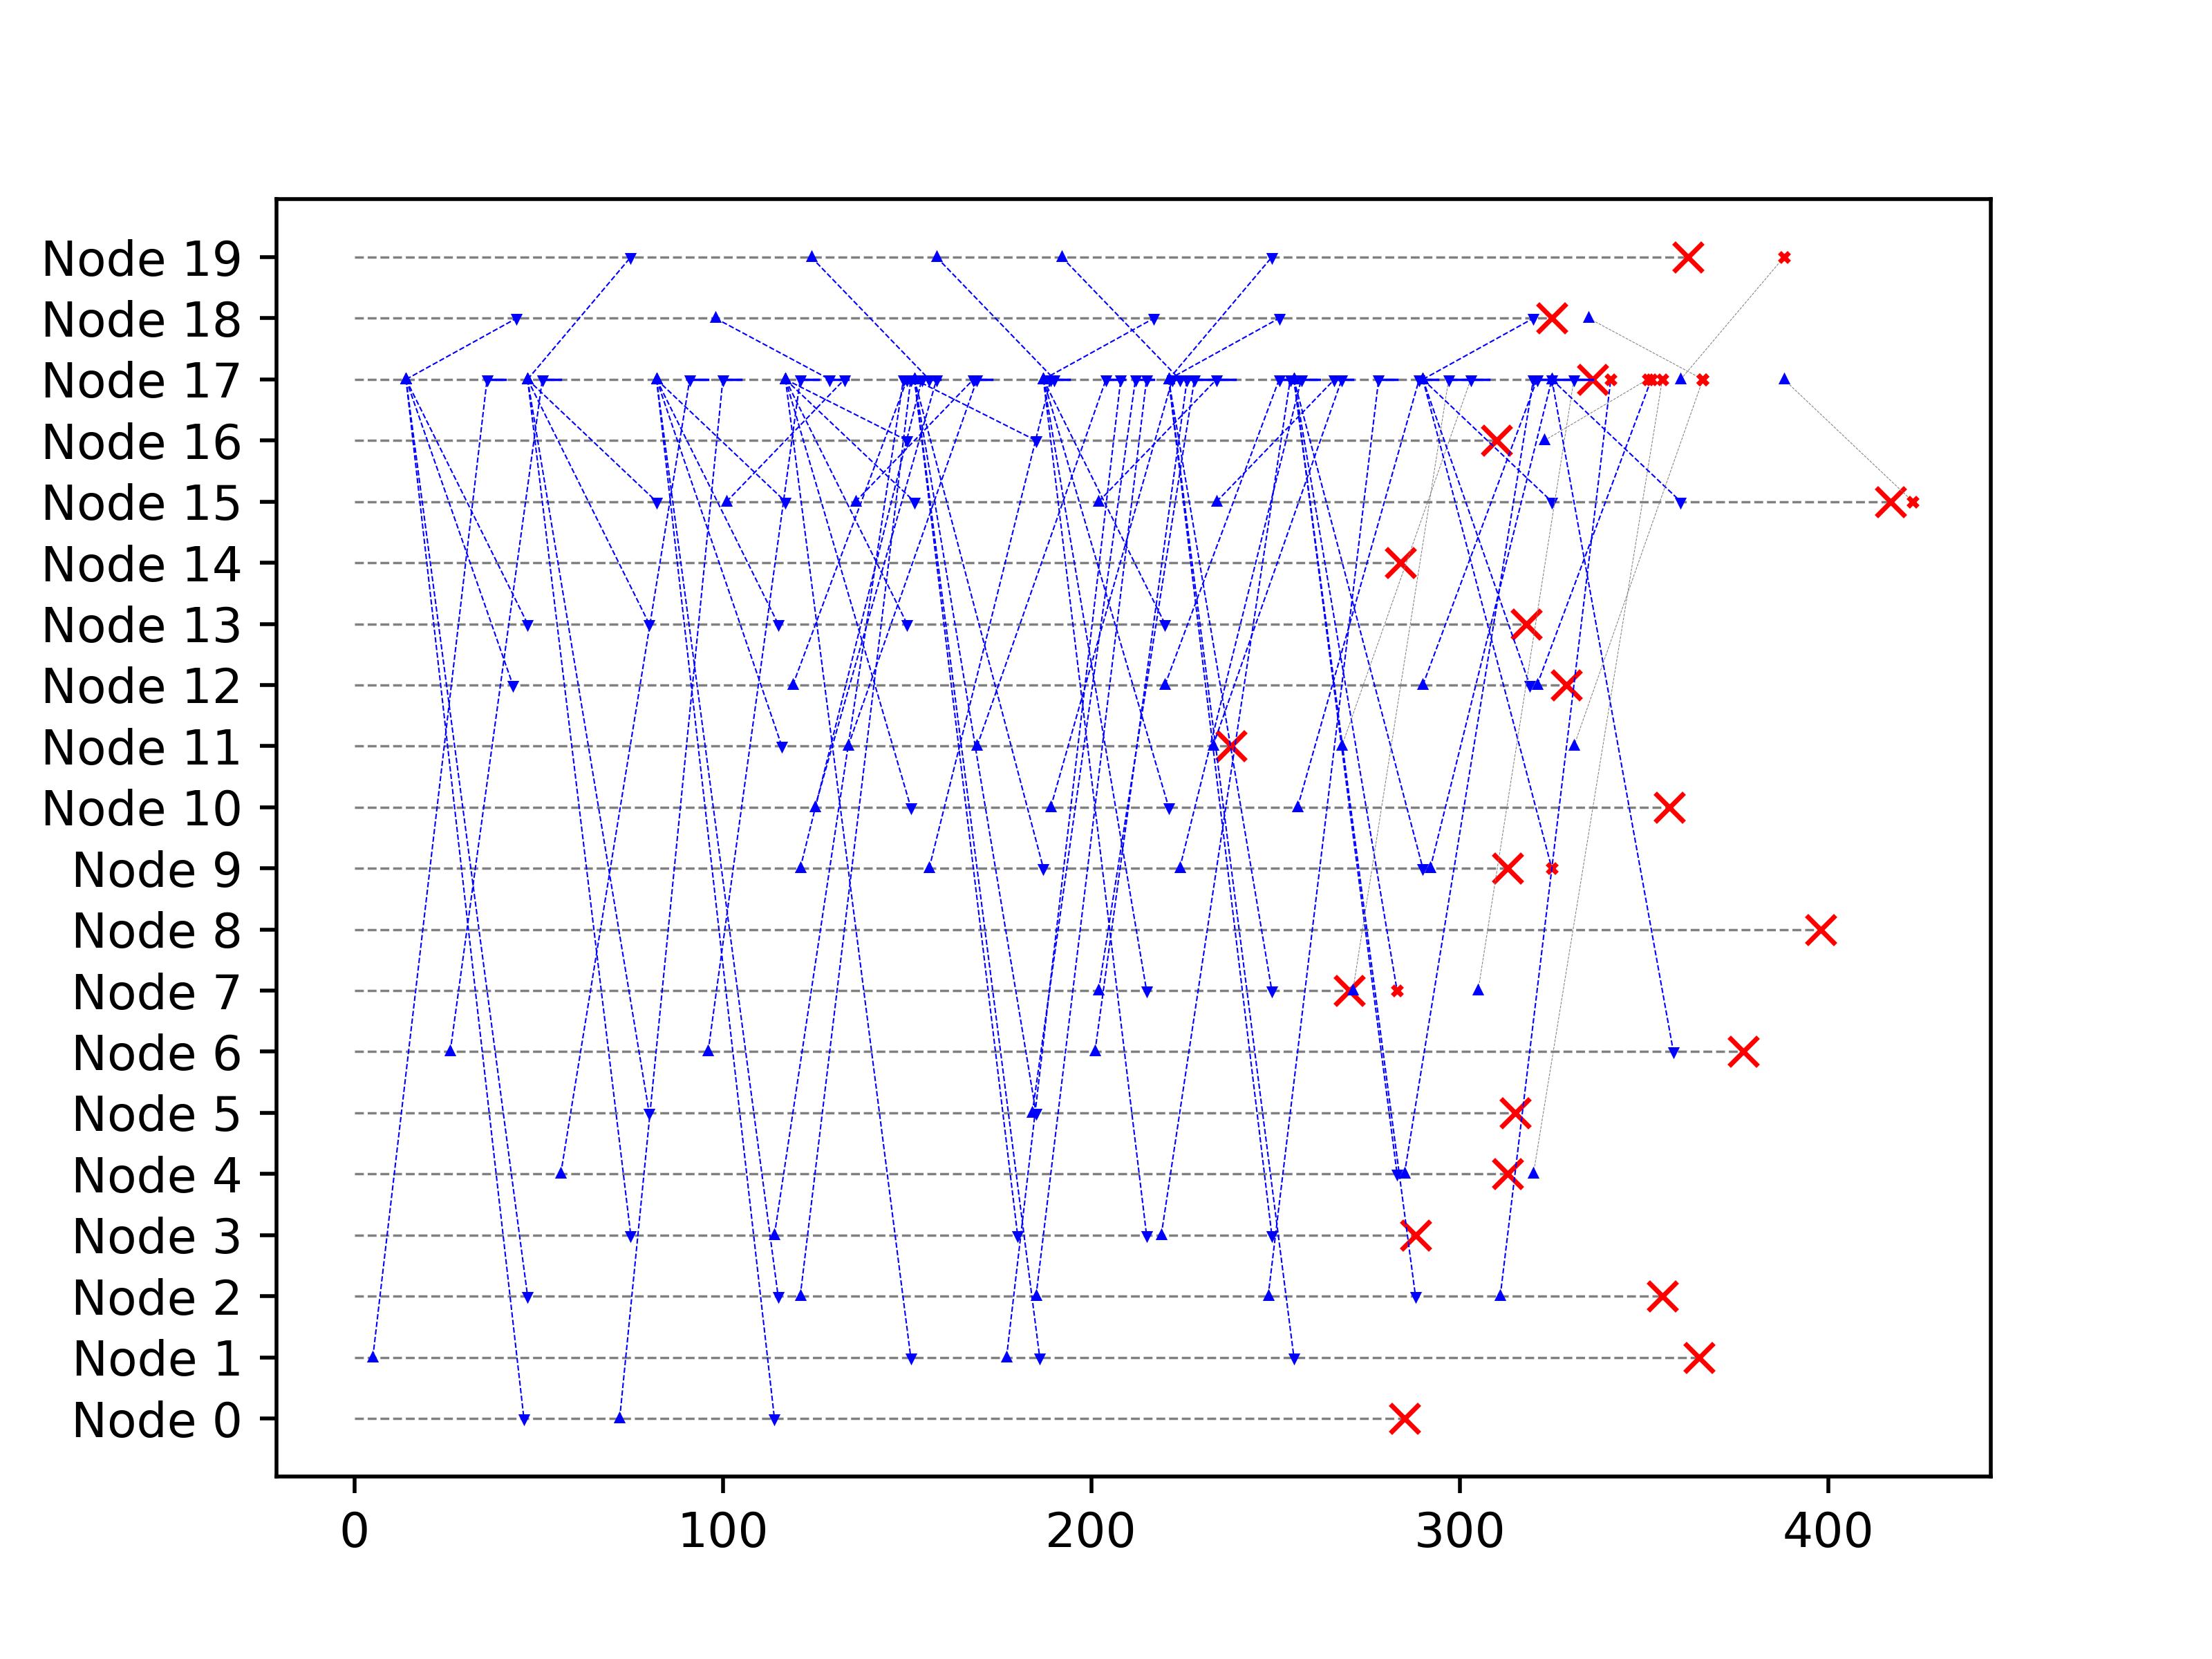 Node 19
Node 18
Node 17
Node 16
Node 15
Node 14
Node 13
Node 12
Node 11
Node 10
Node 9
Node 8
Node 7
Node 6
Node 5
Node 4
Node 3
Node 2
Node 1
Node 0
0 100 200 300 400